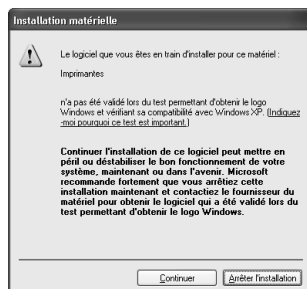 Installation matérielle
Le logiciel que vous êtes en train d'installer pour ce matériel :
Imprimantes
n'a pas été validé lors du test permettant d'obtenir le logo
Windows et vérifiant sa compatibilité avec Windows XP. (Indiquez
-moi pourquoi ce test est important.)
Continuer l'installation de ce logiciel peut mettre en
péril ou déstabiliser le bon fonctionnement de votre
système, maintenant ou dans l'avenir. Microsoft
recommande fortement que vous arrêtiez cette
installation maintenant et contactiez le fournisseur du
matériel pour obtenir le logiciel qui a été validé lors du
test permettant d'obtenir le logo Windows.
Continuer
Arrêter l'installation